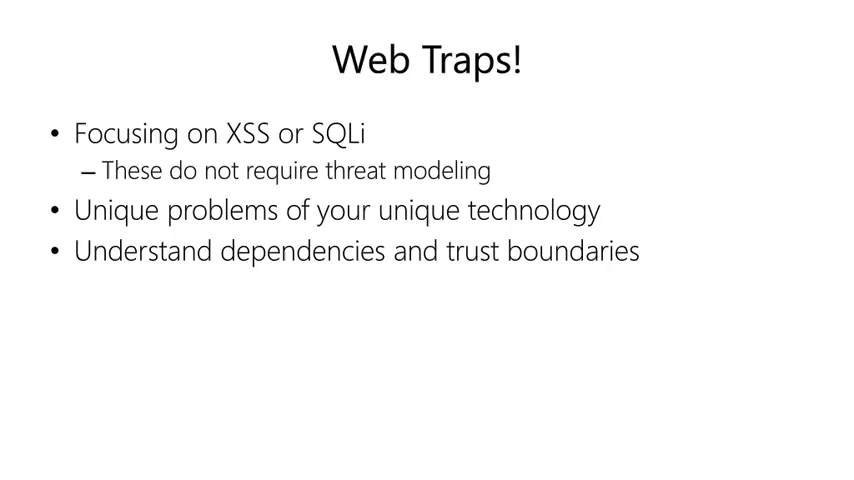 Web Traps!
• Focusing on XSS or SQLi
– These do not require threat modeling
• Unique problems of your unique technology
• Understand dependencies and trust boundaries